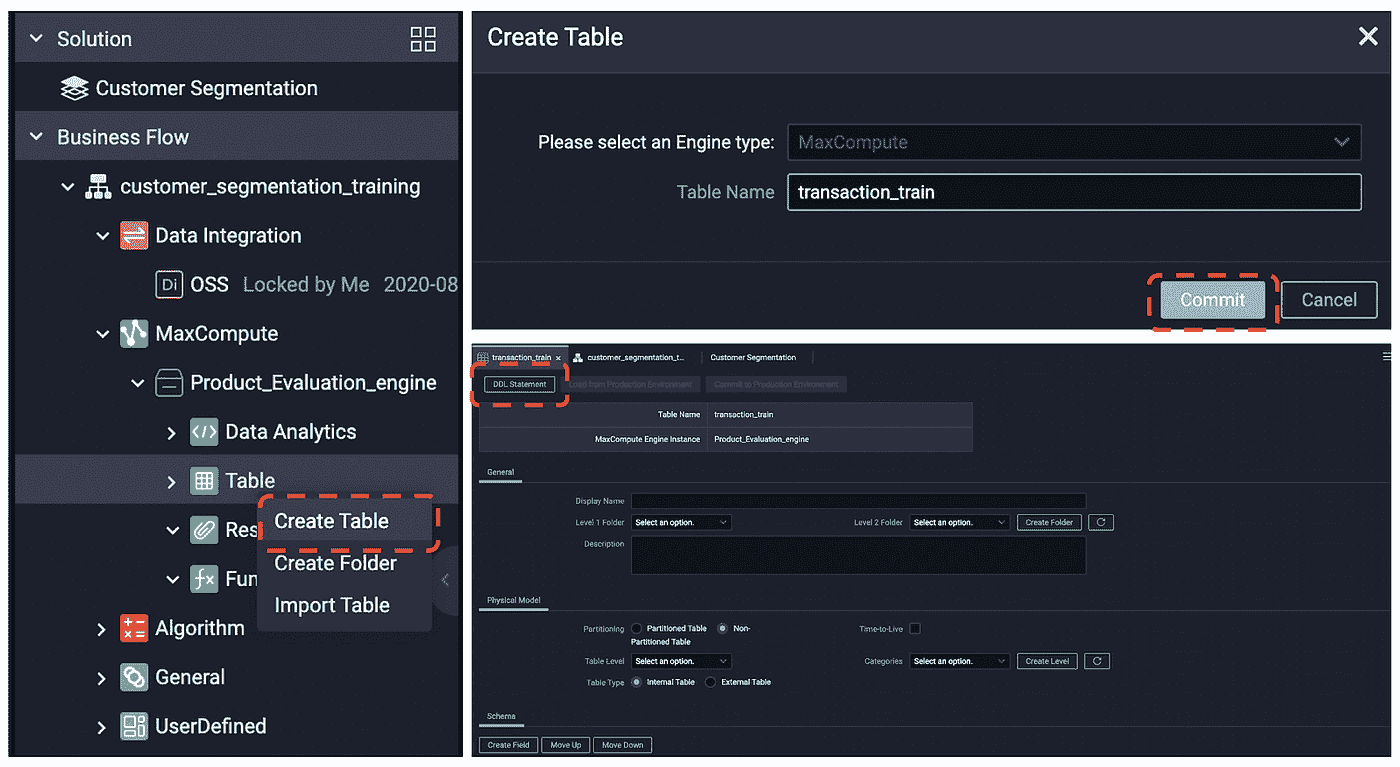 Solution
Customer Segmentation
Business Flow
customer_segmentation_training
Data Integration
Di OSS Locked by Me 2020-08
MaxCompute
Product_Evaluation_engine
Data Analytics
Table
Create Table
Res
Create Folder
fx Fun
Import Table
Algorithm
General
UserDefined
Create Table
Please select an Engine type: MaxCompute
Table Name transaction_train
Commit Cancel
transaction_train customer_segmentation_t... Customer Segmentation
DDL Statement Load from Production Environment Commit to Production Environment
Table Name transaction_train
MaxCompute Engine Instance Product_Evaluation_engine
General
Display Name
Level 1 Folder Select an option. Level 2 Folder Select an option. Create Folder
Description
Physical Model
Partitioning Partitioned Table Non-
Partitioned Table Time-to-Live
Table Level Select an option. Categories Select an option. Create Level
Table Type Internal Table External Table
Schema
Create Field Move Up Move Down